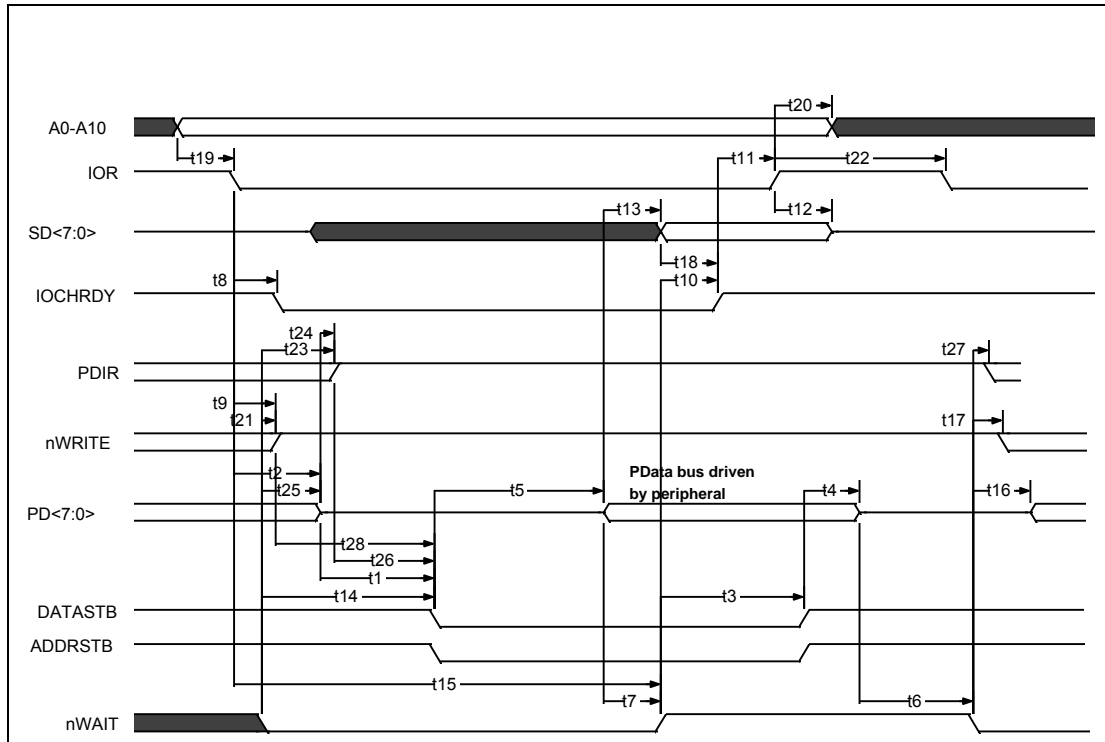 t20
A0-A10
t19
t11
t22
IOR
t13
t12
SD<7:0>
t18
t8
t10
IOCHRDY
t24
t23
t27
PDIR
t9
t21
t17
nWRITE
t2
PData bus driven
t25
t5
by peripheral
t4
t16
PD<7:0>
t28
t26
t1
t14
t3
DATASTB
ADDRSTB
t15
t7
t6
nWAIT